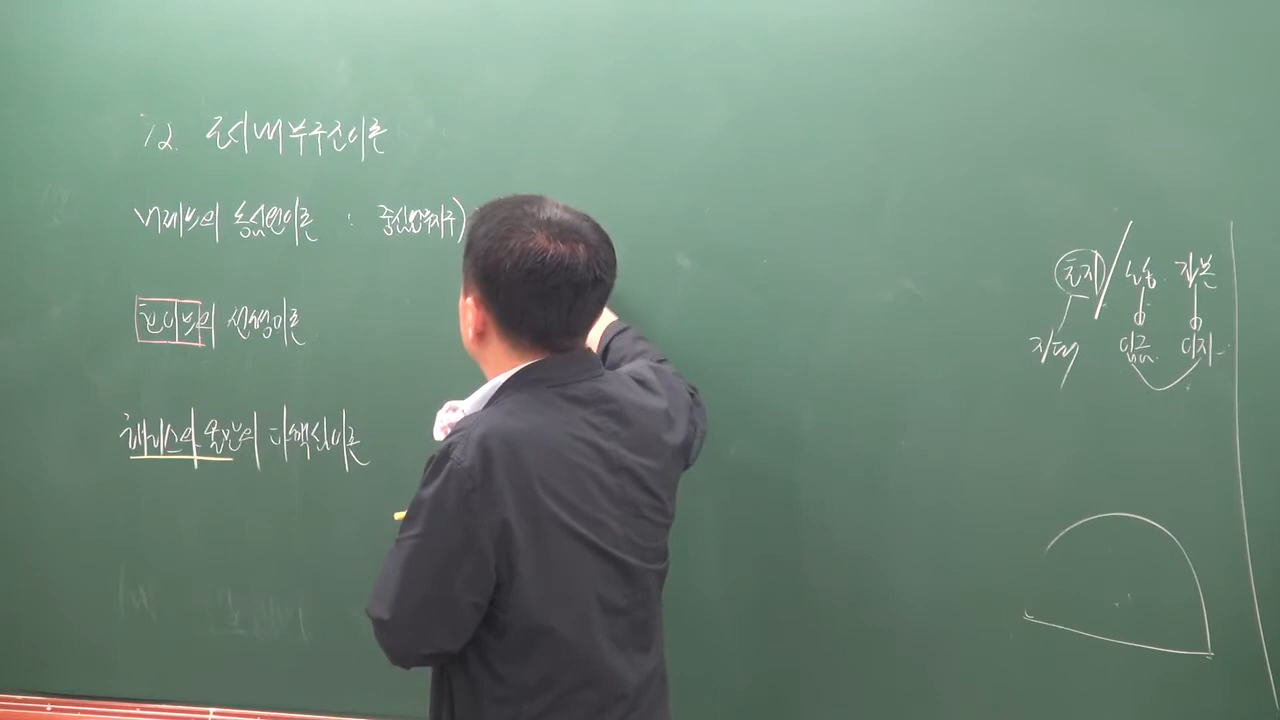 12. 도시내부구조이론
버제스의 동심원이론 : 중심업무지구)
호이트의 선형이론
해리스와 울만의 다핵심이론
토지 / 노동 자본
지대 임금 이자